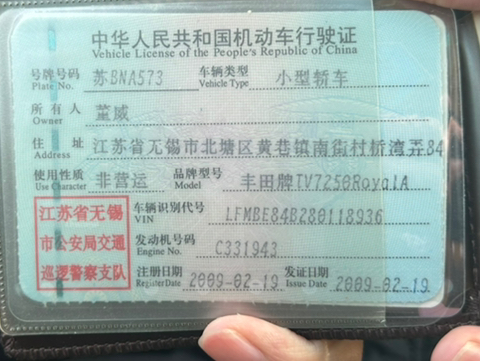 中华人民共和国机动车行驶证
Vehicle License of the People's Republic of China
号牌号码 Plate No. 苏BNA573 车辆类型 Vehicle Type 小型轿车
所有人 Owner 董威
住址 Address 江苏省无锡市北塘区黄巷镇南街村桥湾弄84
使用性质 Use Character 非营运 品牌型号 Model 丰田牌TV7250RoyalA
江苏省无锡
市公安局交通
巡逻警察支队
车辆识别代号 VIN LFMBE84B280118936
发动机号码 Engine No. C331943
注册日期 Register Date 2009-02-19 发证日期 Issue Date 2009-02-19